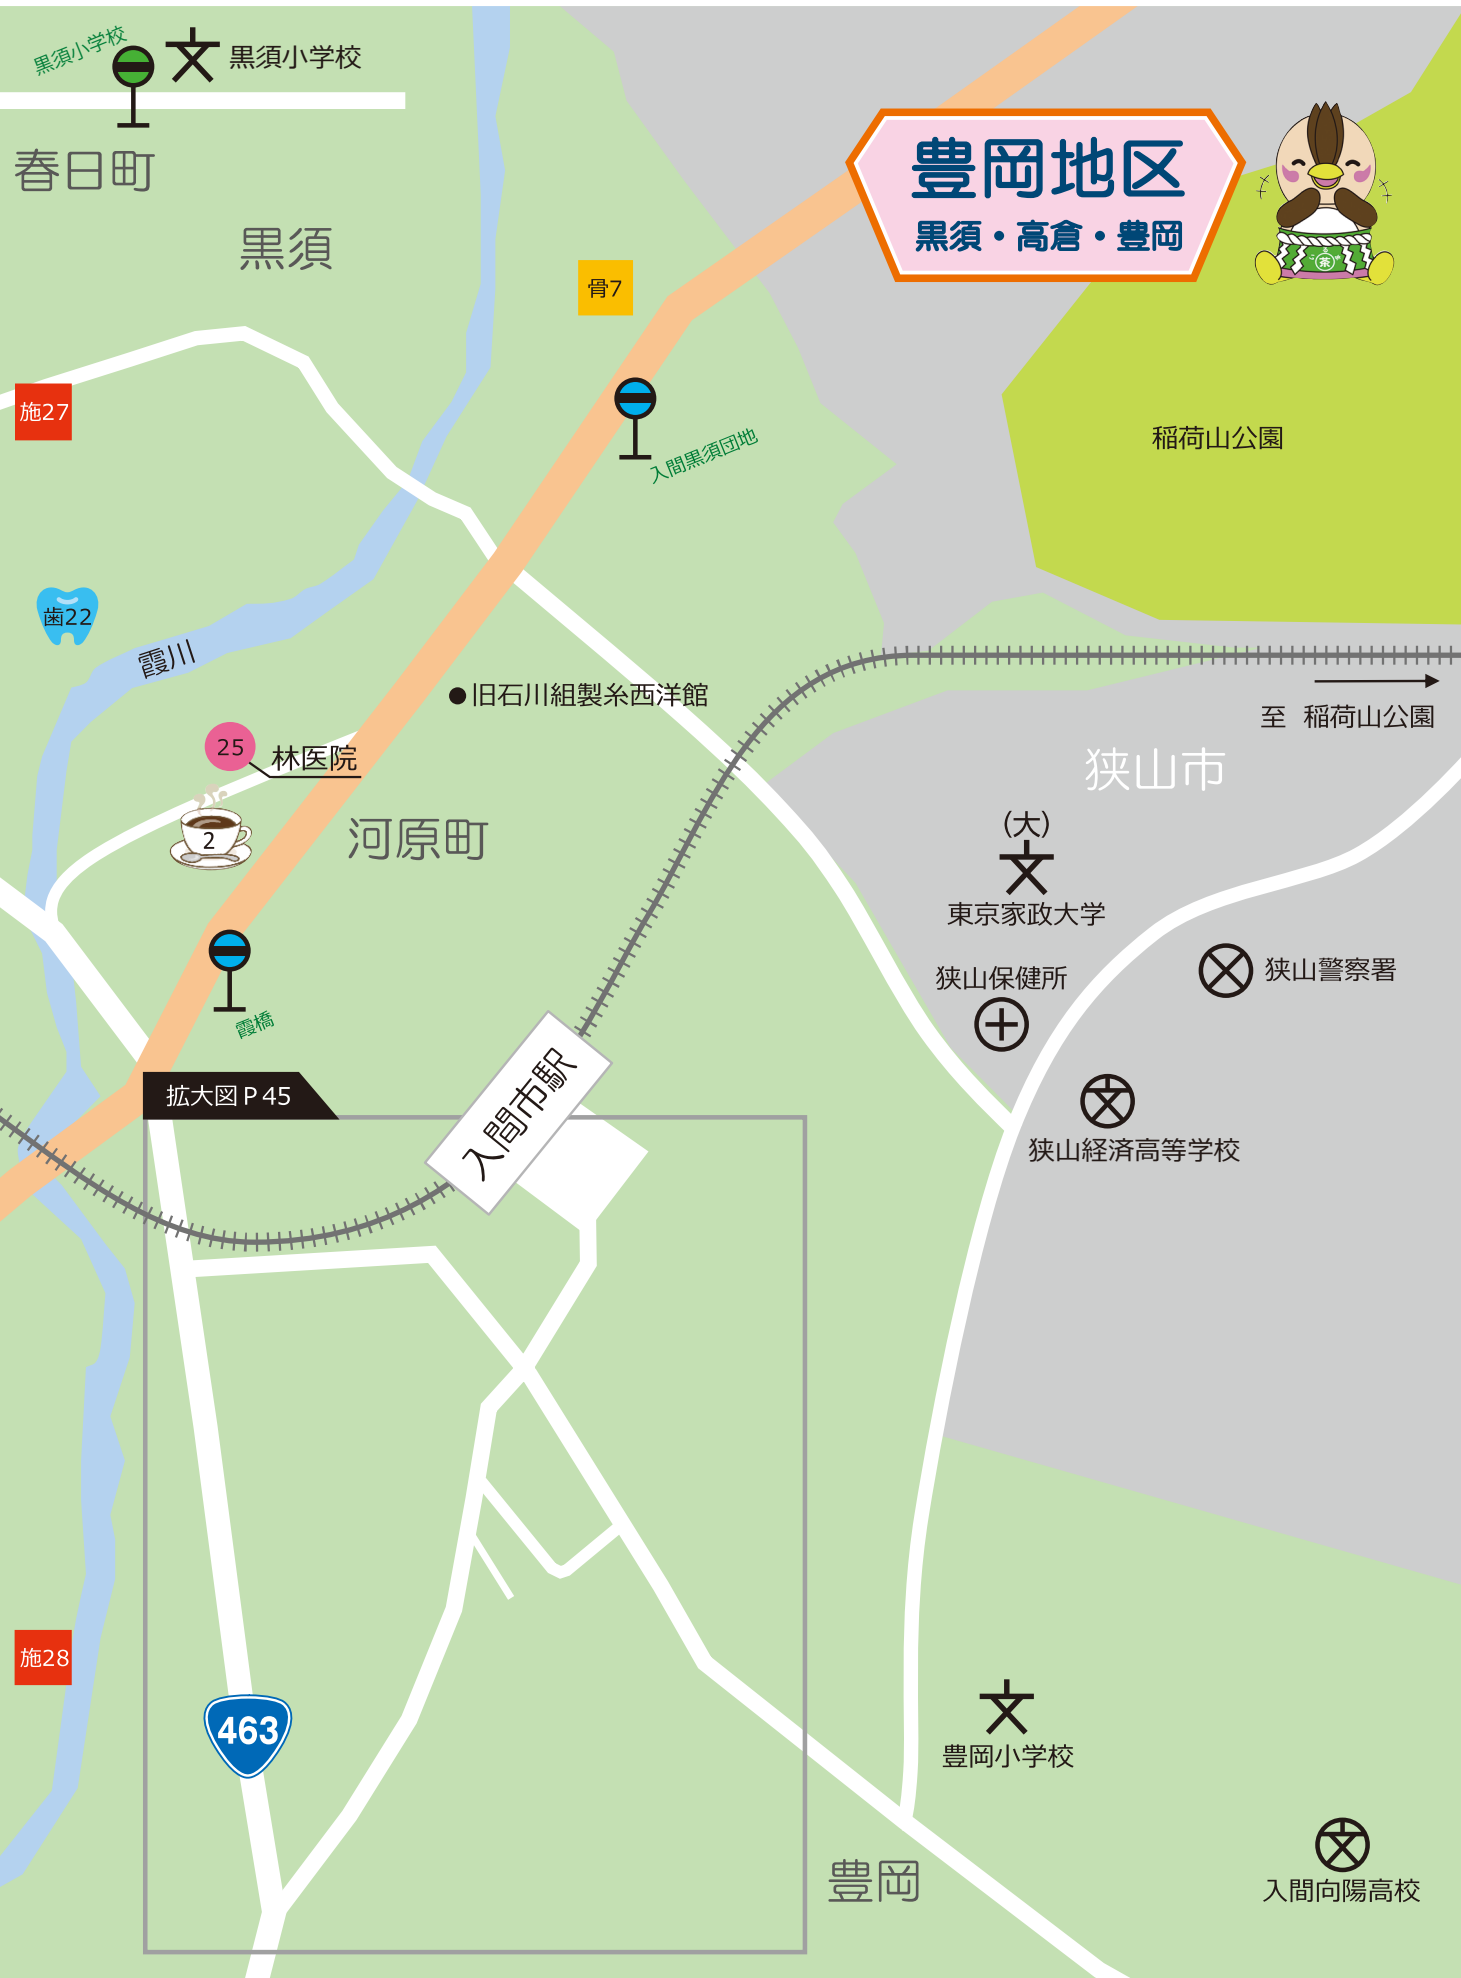 黒須小学校
黒須小学校
春日町
黒須
豊岡地区
黒須・高倉・豊岡
茶
骨7
施27
入間黒須団地
稲荷山公園
歯22
霞川
旧石川組製糸西洋館
至 稲荷山公園
25
林医院
狭山市
2
河原町
(大)
東京家政大学
狭山保健所
狭山警察署
霞橋
入間市駅
拡大図P45
狭山経済高等学校
施28
463
豊岡小学校
豊岡
入間向陽高校